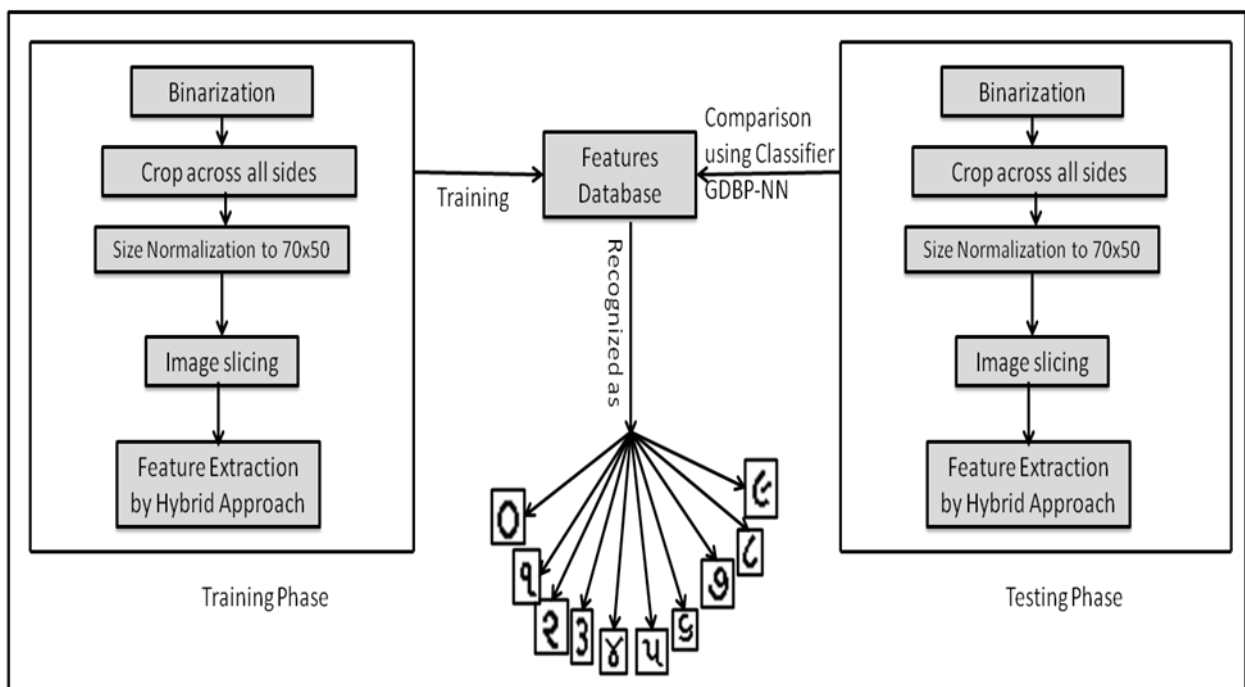 Binarization
Crop across all sides
Size Normalization to 70x50
Image slicing
Feature Extraction
by Hybrid Approach
Training Phase
Training
Features
Database
Comparison
using Classifier
GDBP-NN
Recognized as
૦
૧
૨
૩
૪
૫
૬
૭
૮
૯
Binarization
Crop across all sides
Size Normalization to 70x50
Image slicing
Feature Extraction
by Hybrid Approach
Testing Phase